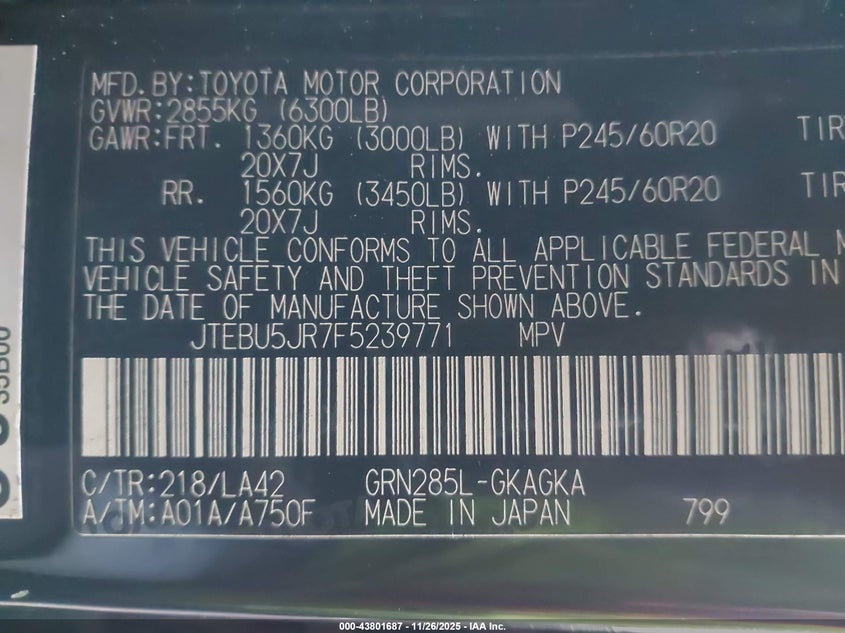 MFD.BY:TOYOTA MOTOR CORPORATION
GVWR:2855KG (6300LB)
GAWR:FRT. 1360KG (3000LB) WITH P245/60R20
20X7J RIMS.
RR. 1560KG (3450LB) WITH P245/60R20
20X7J RIMS.
THIS VEHICLE CONFORMS TO ALL APPLICABLE FEDERAL
VEHICLE SAFETY AND THEFT PREVENTION STANDARDS IN
THE DATE OF MANUFACTURE SHOWN ABOVE.
JTEBU5JR7F5239771 MPV
C/TR:218/LA42 GRN285L-GKAGKA
A/TM:A01A/A750F MADE IN JAPAN 799
000-43801687 - 11/26/2025 - IAA Inc.